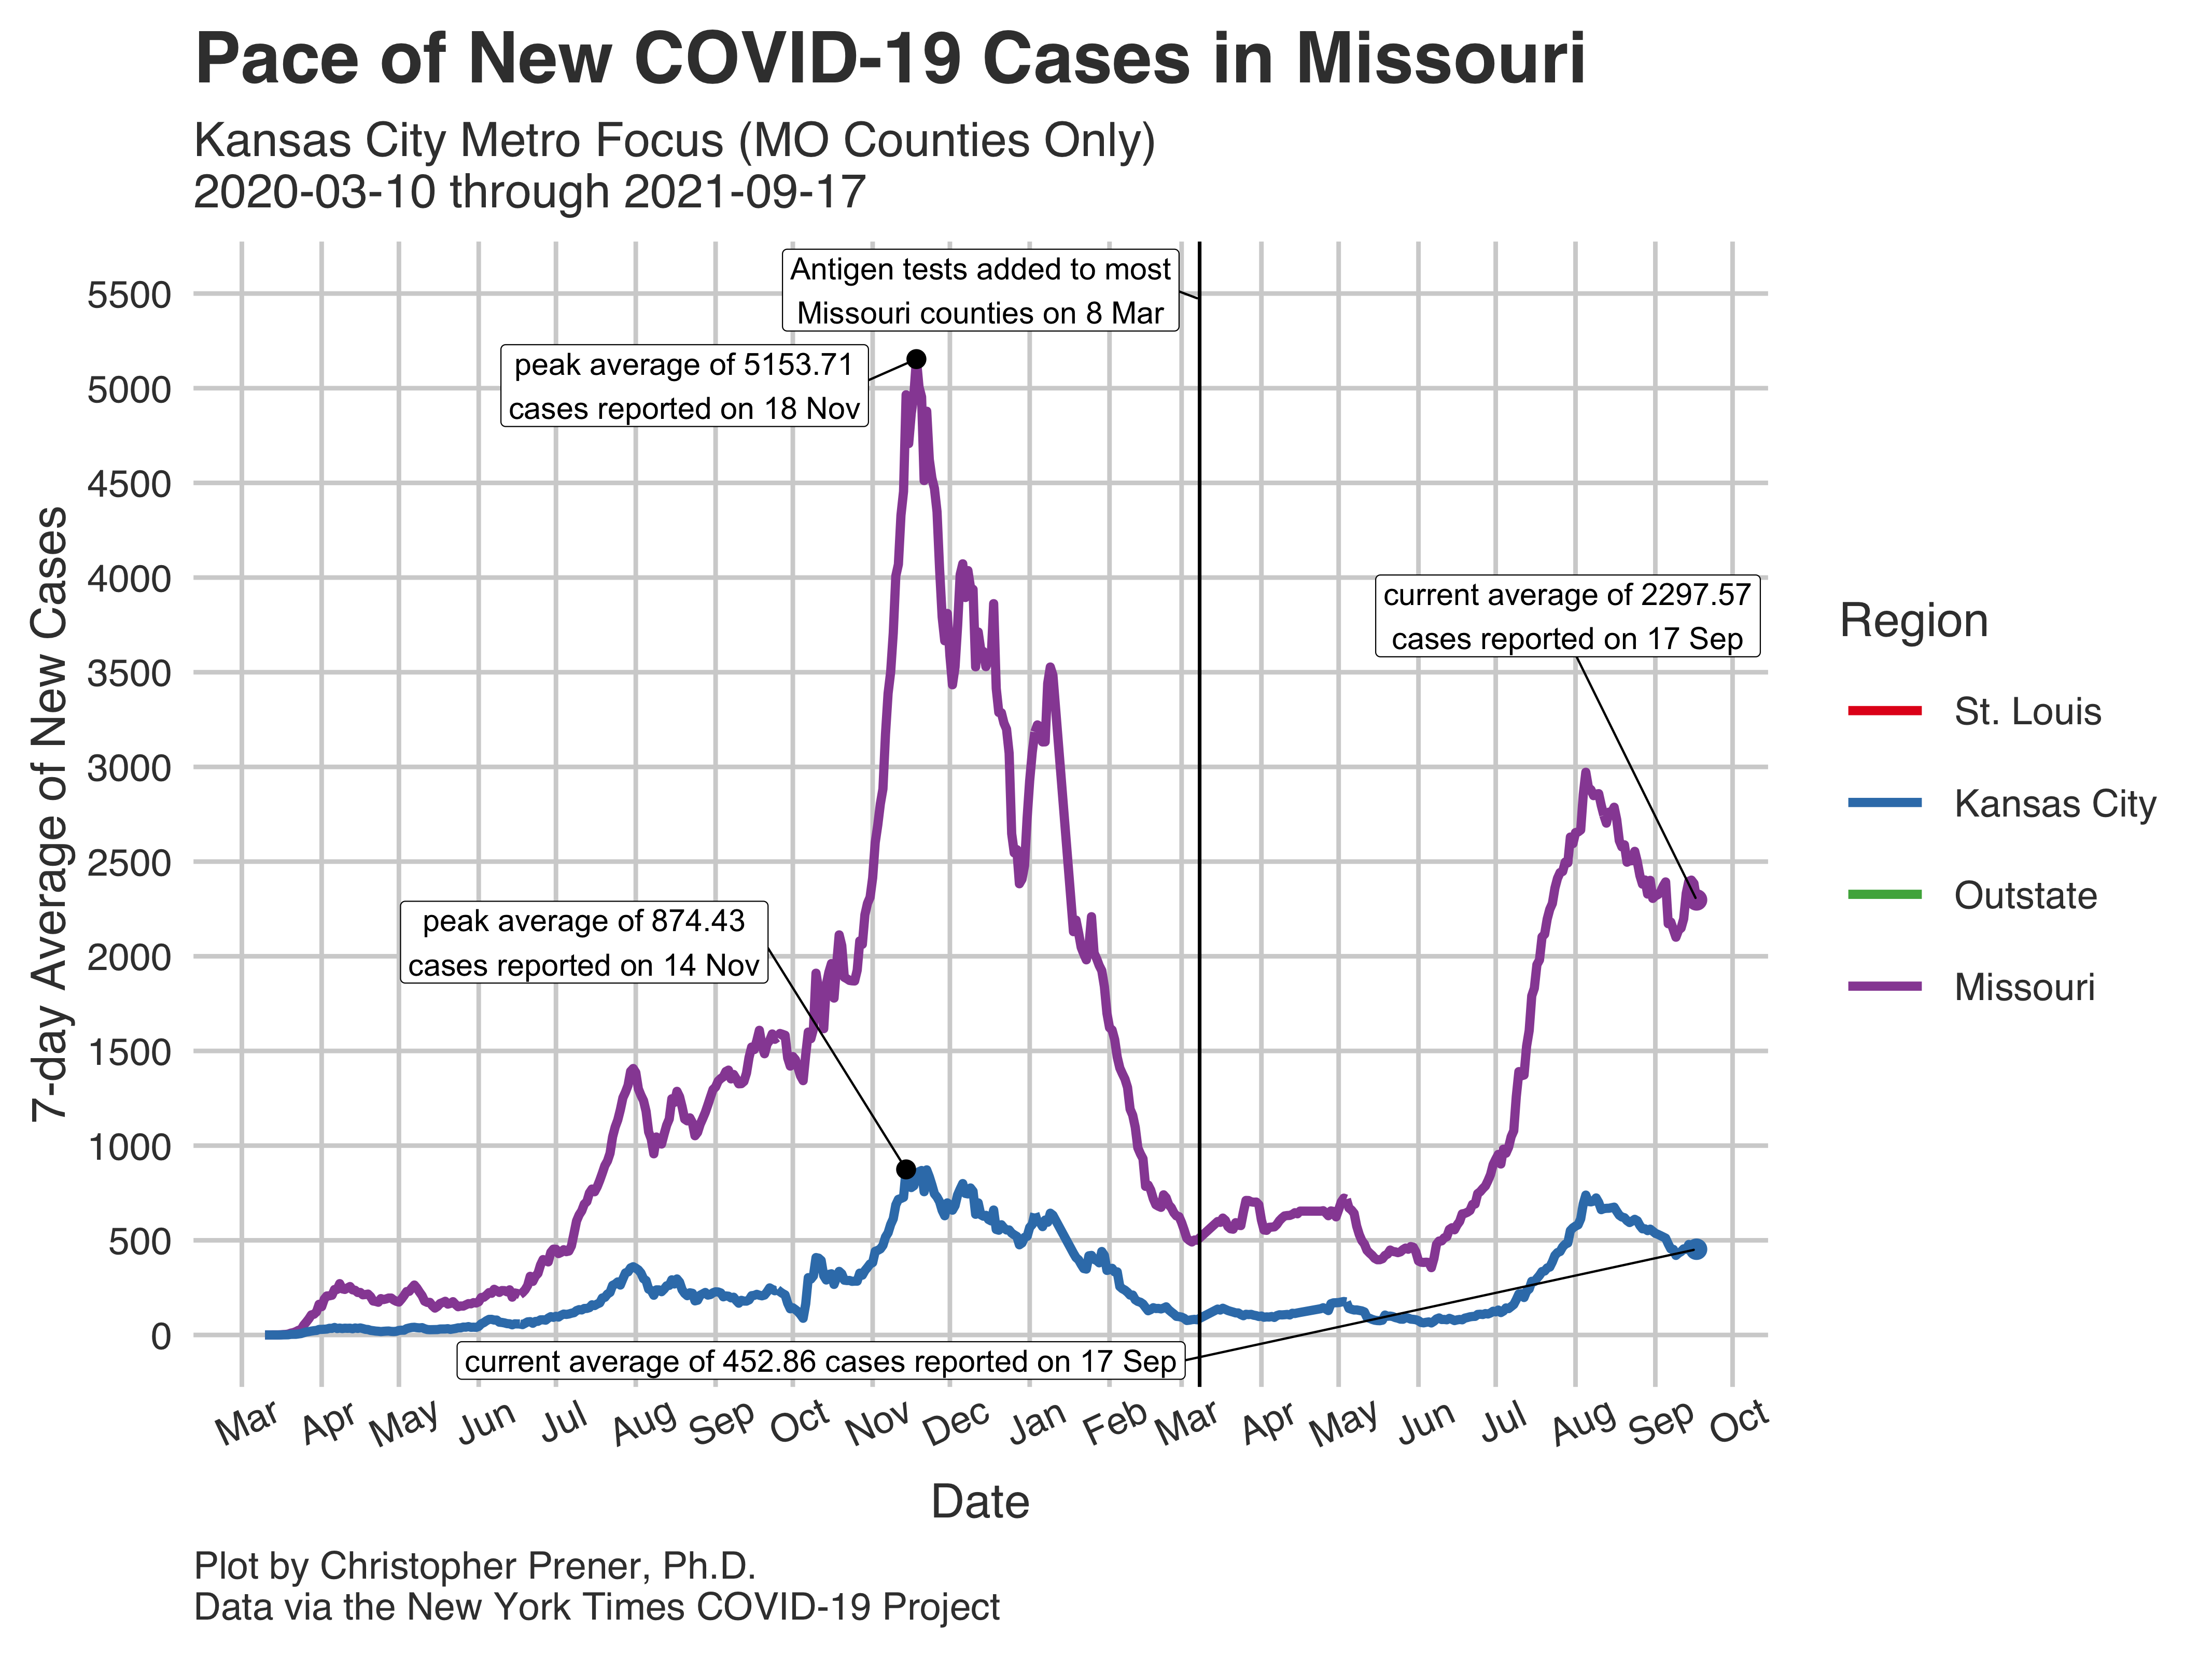 Pace of New COVID-19 Cases in Missouri
Kansas City Metro Focus (MO Counties Only)
2020-03-10 through 2021-09-17
Antigen tests added to most
Missouri counties on 8 Mar
peak average of 5153.71
cases reported on 18 Nov
current average of 2297.57
cases reported on 17 Sep
peak average of 874.43
cases reported on 14 Nov
current average of 452.86 cases reported on 17 Sep
7-day Average of New Cases
5500
5000
4500
4000
3500
3000
2500
2000
1500
1000
500
0
Mar Apr May Jun Jul Aug Sep Oct Nov Dec Jan Feb Mar Apr May Jun Jul Aug Sep Oct
Date
Region
St. Louis
Kansas City
Outstate
Missouri
Plot by Christopher Prener, Ph.D.
Data via the New York Times COVID-19 Project